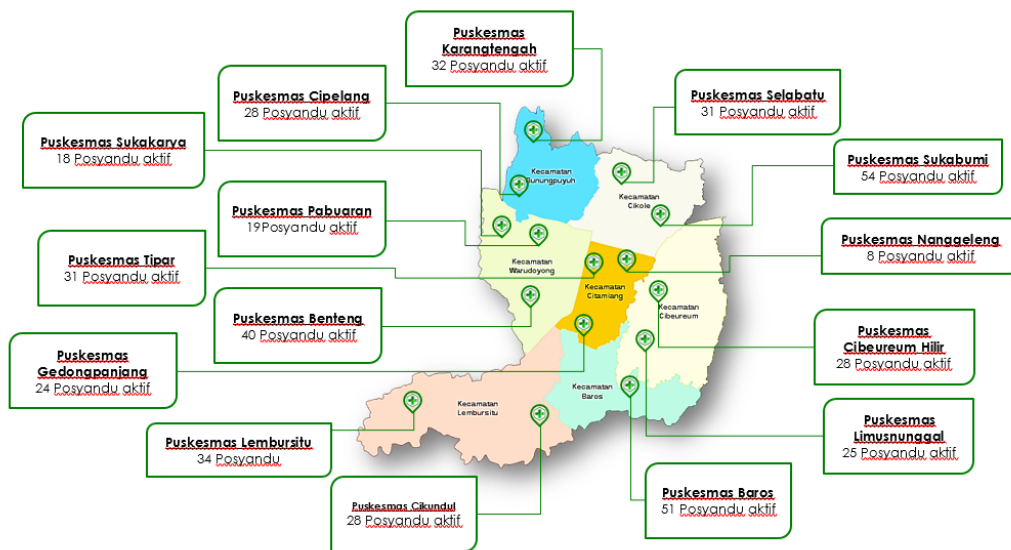 Puskesmas
Karangtengah
32 Posyandu aktif
Puskesmas Cipelang
28 Posyandu aktif
Puskesmas Selabatu
31 Posyandu aktif
Puskesmas Sukakarya
18 Posyandu aktif
Puskesmas Sukabumi
54 Posyandu aktif
Puskesmas Pabuaran
19Posyandu aktif
Puskesmas Nanggeleng
8 Posyandu aktif
Puskesmas Tipar
31 Posyandu aktif
Puskesmas Benteng
40 Posyandu aktif
Puskesmas
Cibeureum Hilir
28 Posyandu aktif
Puskesmas
Gedongpanjang
24 Posyandu aktif
Puskesmas
Limusnunggal
25 Posyandu aktif
Puskesmas Lembursitu
34 Posyandu
Puskesmas Cikundul
28 Posyandu aktif
Puskesmas Baros
51 Posyandu aktif
Kecamatan
Gunungpuyuh
Kecamatan
Cikole
Kecamatan
Warudoyong
Kecamatan
Citamiang
Kecamatan
Cibeureum
Kecamatan
Baros
Kecamatan
Lembursitu